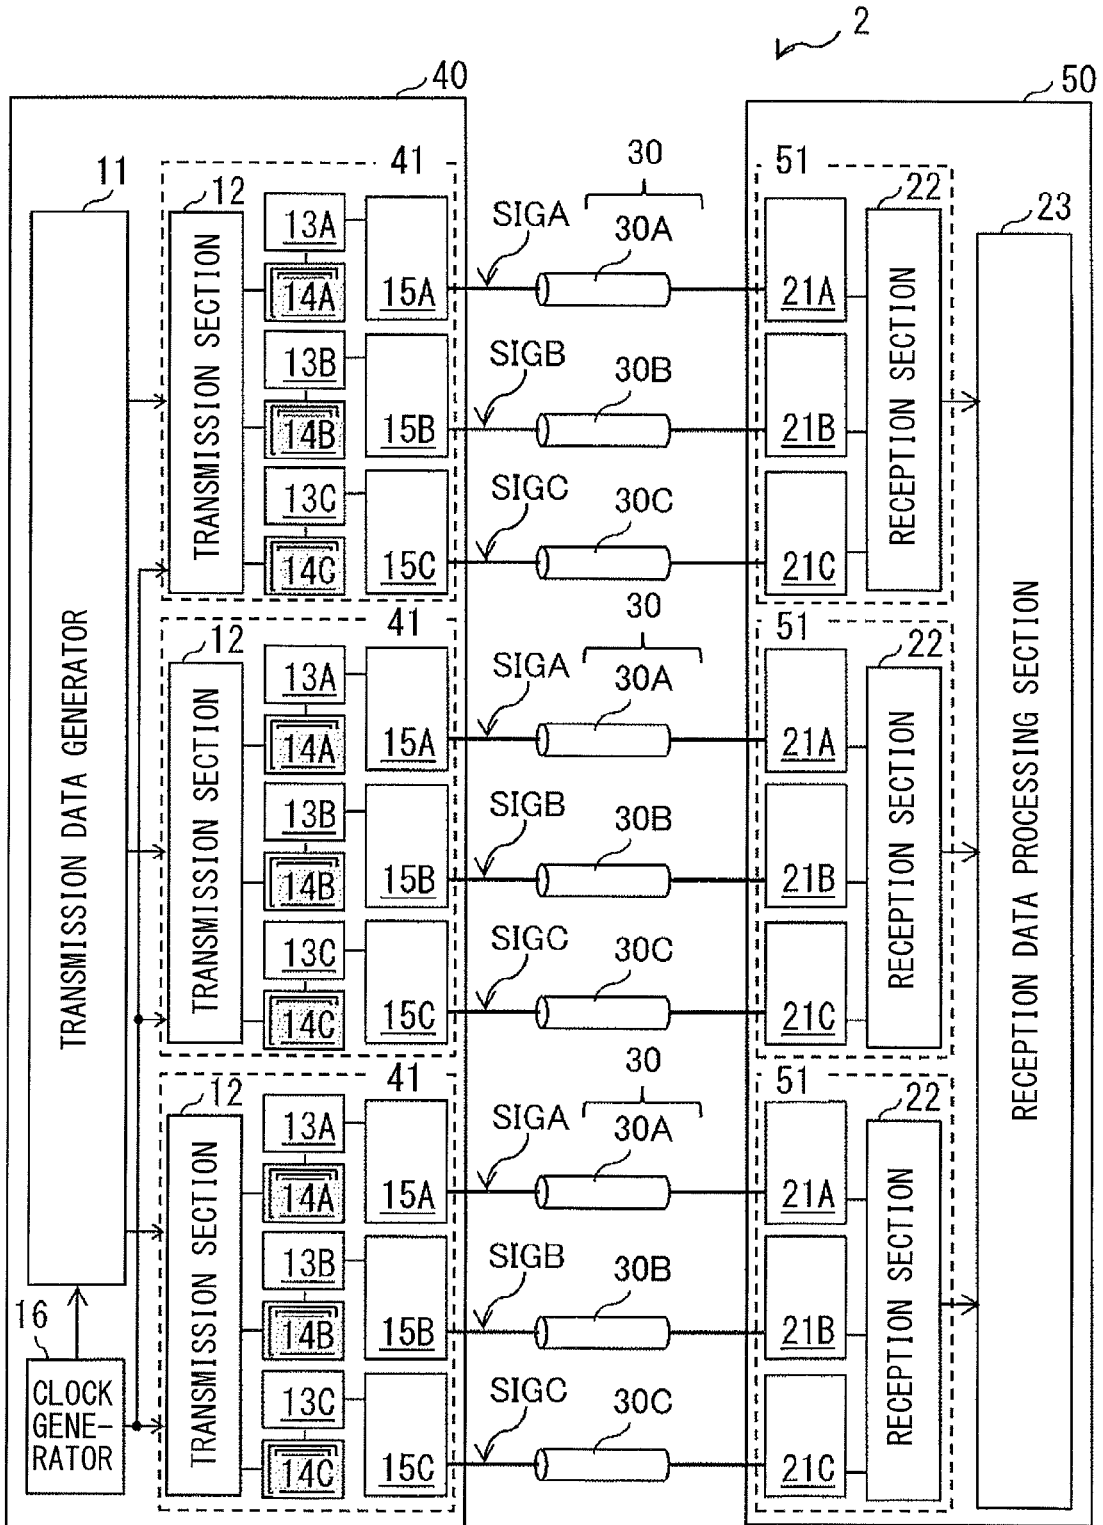 2
40
50
11
TRANSMISSION DATA GENERATOR
16
CLOCK
GENE-
RATOR
41
12
TRANSMISSION SECTION
13A
14A
15A
13B
14B
15B
13C
14C
15C
SIGA
30
30A
SIGB
30B
SIGC
30C
51
21A
21B
21C
22
RECEPTION SECTION
23
RECEPTION DATA PROCESSING SECTION
41
12
TRANSMISSION SECTION
13A
14A
15A
13B
14B
15B
13C
14C
15C
SIGA
30
30A
SIGB
30B
SIGC
30C
51
21A
21B
21C
22
RECEPTION SECTION
41
12
TRANSMISSION SECTION
13A
14A
15A
13B
14B
15B
13C
14C
15C
SIGA
30
30A
SIGB
30B
SIGC
30C
51
21A
21B
21C
22
RECEPTION SECTION